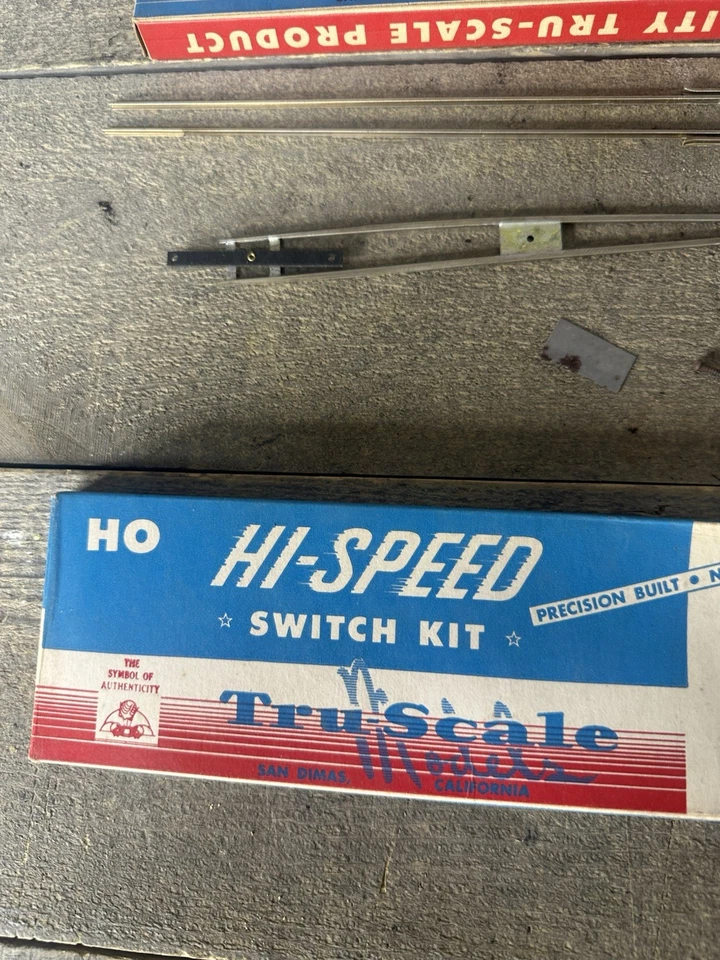 ITY TRU-SCALE PRODUCT
HO
HI-SPEED
☆ SWITCH KIT ☆
PRECISION BUILT • N
THE
SYMBOL OF
AUTHENTICITY
Tru-Scale
Models
SAN DIMAS, CALIFORNIA